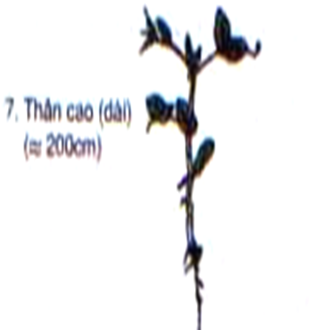 7. Thân cao (dài)
(≈ 200cm)